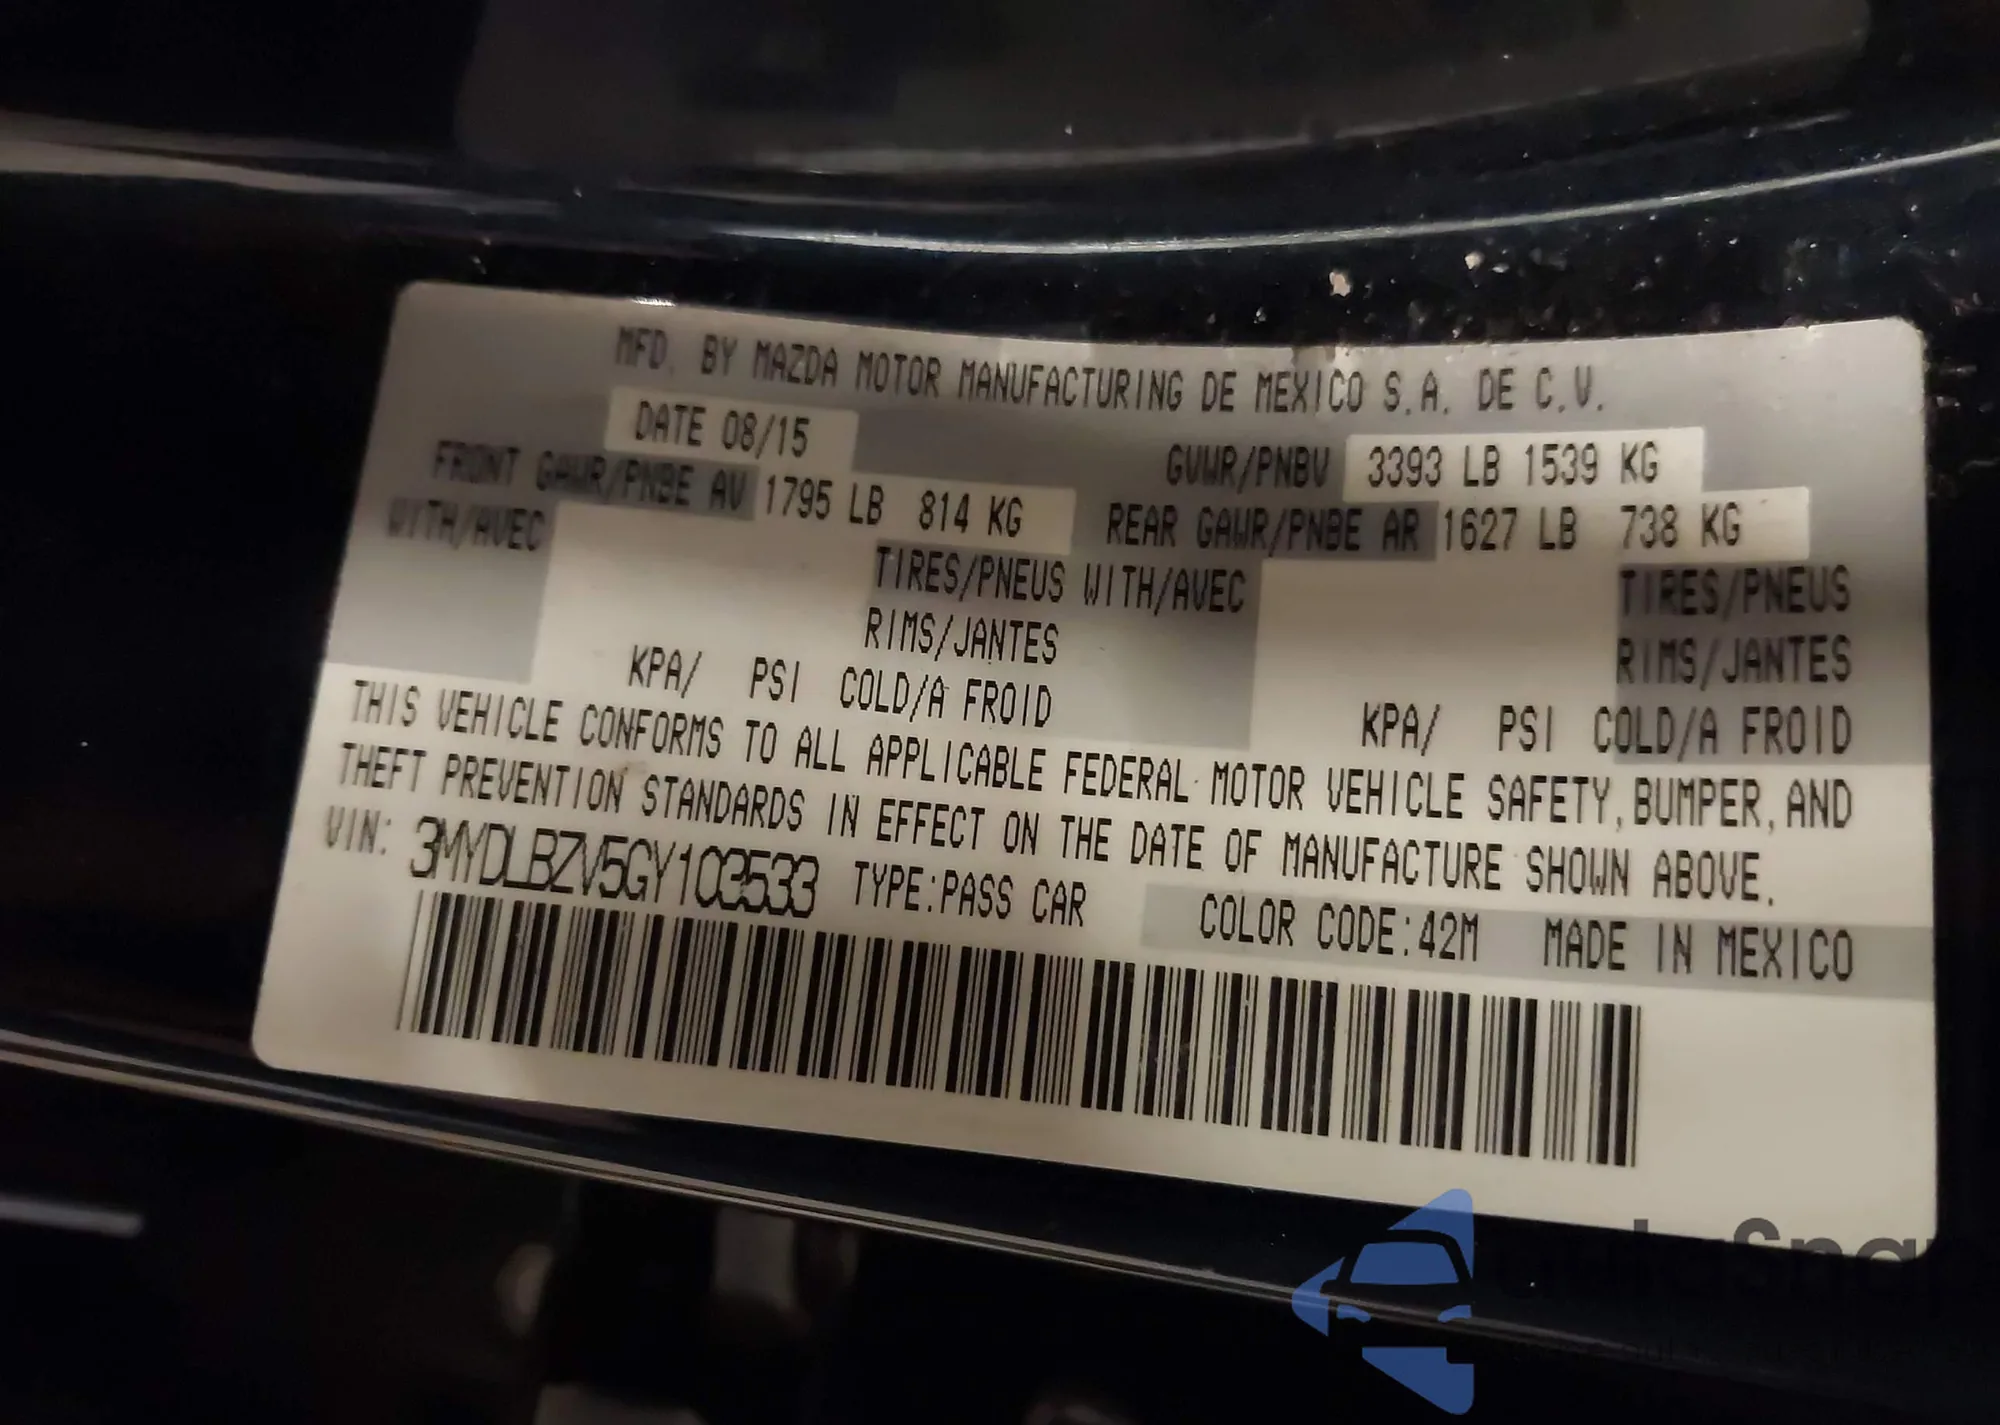 MFD. BY MAZDA MOTOR MANUFACTURING DE MEXICO S.A. DE C.V.
DATE 08/15 GVWR/PNBV 3393 LB 1539 KG
FRONT GAWR/PNBE AV 1795 LB 814 KG REAR GAWR/PNBE AR 1627 LB 738 KG
WITH/AVEC TIRES/PNEUS WITH/AVEC TIRES/PNEUS
RIMS/JANTES RIMS/JANTES
KPA/ PSI COLD/A FROID KPA/ PSI COLD/A FROID
THIS VEHICLE CONFORMS TO ALL APPLICABLE FEDERAL MOTOR VEHICLE SAFETY, BUMPER, AND
THEFT PREVENTION STANDARDS IN EFFECT ON THE DATE OF MANUFACTURE SHOWN ABOVE.
VIN: 3MYDLBZV5GY103533 TYPE:PASS CAR COLOR CODE:42M MADE IN MEXICO